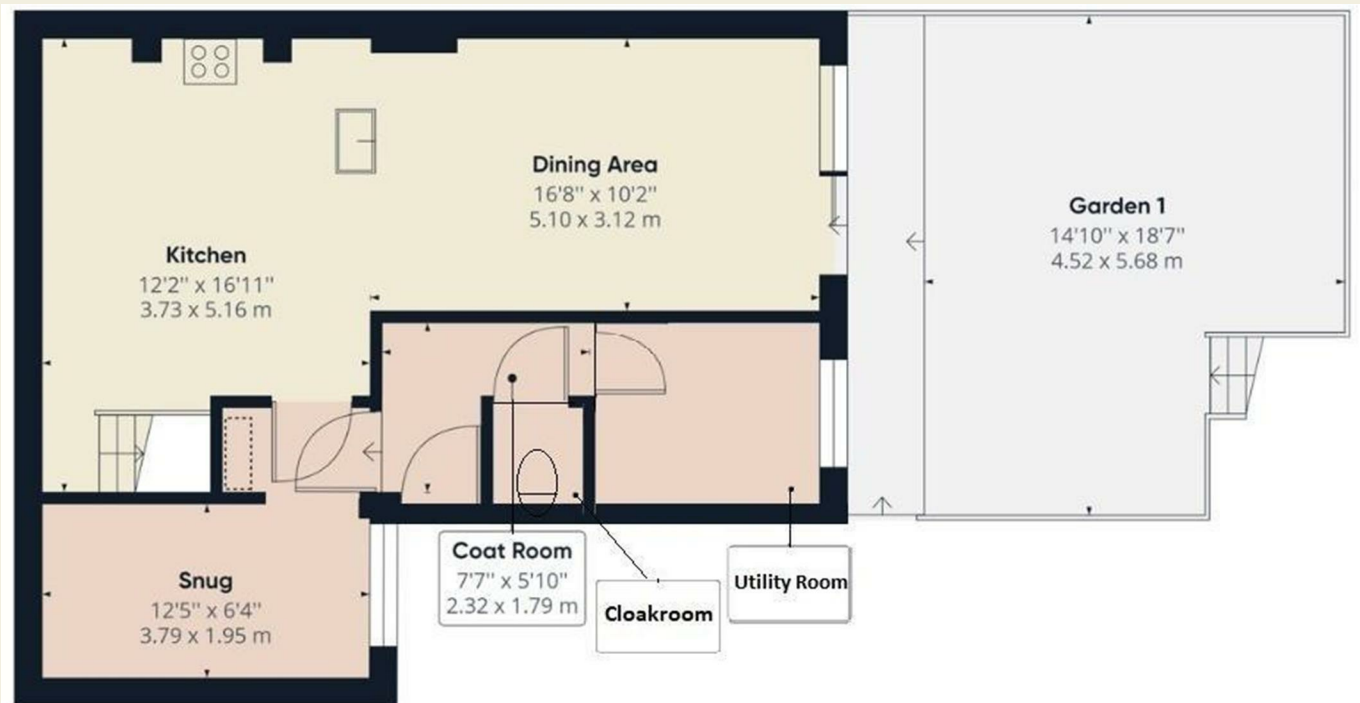 Dining Area
16'8" x 10'2"
5.10 x 3.12 m
Garden 1
14'10" x 18'7"
4.52 x 5.68 m
Kitchen
12'2" x 16'11"
3.73 x 5.16 m
Coat Room
7'7" x 5'10"
2.32 x 1.79 m
Cloakroom
Utility Room
Snug
12'5" x 6'4"
3.79 x 1.95 m